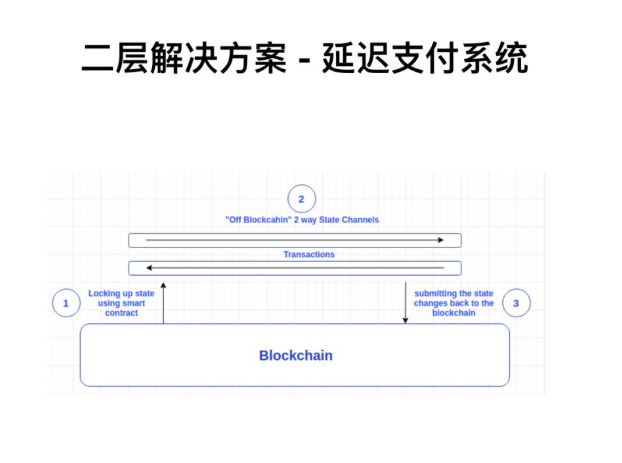 二层解决方案 - 延迟支付系统
2
"Off Blockcahin" 2 way State Channels
Transactions
1
Locking up state
using smart
contract
submitting the state
changes back to the
blockchain
3
Blockchain